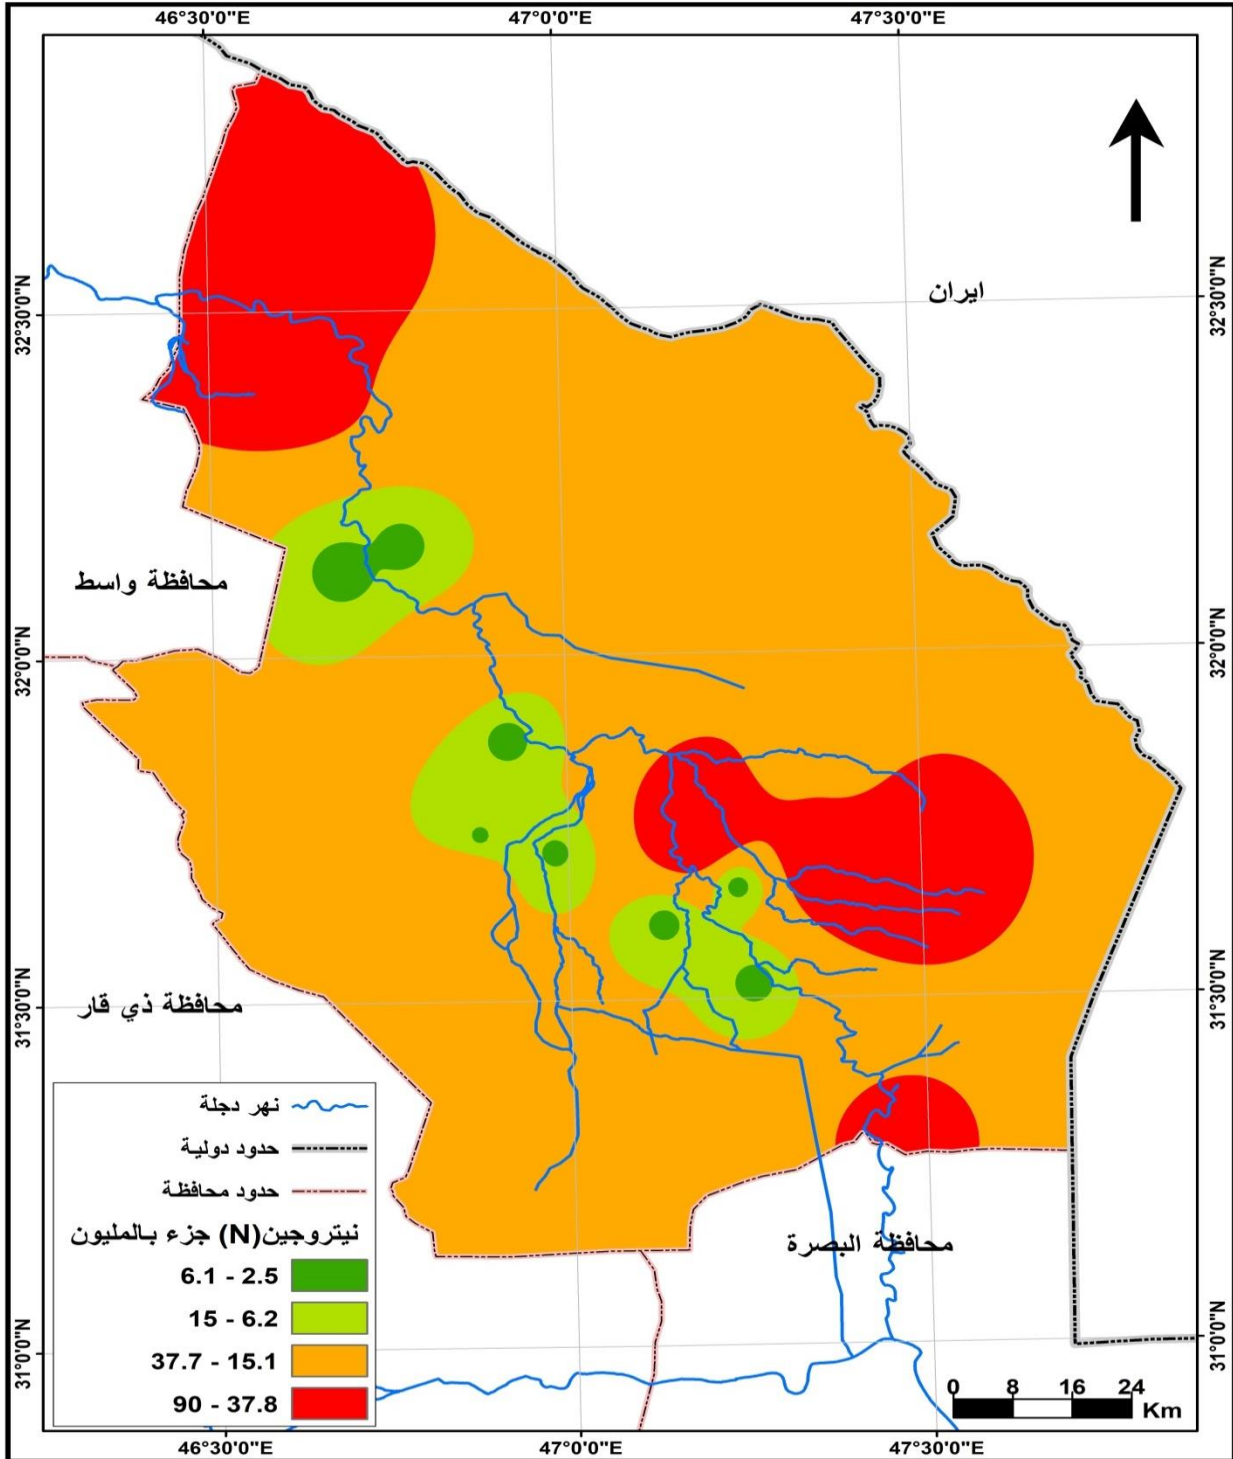 46°30'0"E
47°0'0"E
47°30'0"E
32°30'0"N
32°30'0"N
ايران
محافظة واسط
32°0'0"N
32°0'0"N
محافظة ذي قار
31°30'0"N
31°30'0"N
نهر دجلة
حدود دولية
حدود محافظة
نيتروجين(N) جزء بالمليون
6.1 - 2.5
15 - 6.2
37.7 - 15.1
90 - 37.8
محافظة البصرة
31°0'0"N
31°0'0"N
0 8 16 24
Km
46°30'0"E
47°0'0"E
47°30'0"E